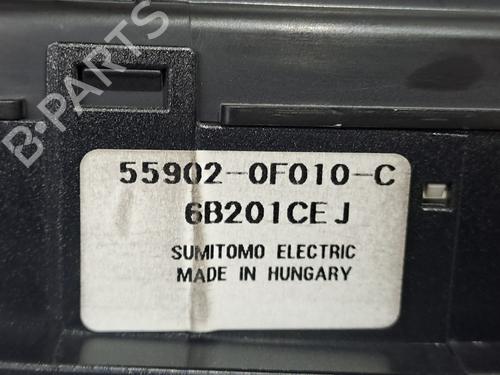 B-PARTS
55902-0F010-C
6B201CEJ
SUMITOMO ELECTRIC
MADE IN HUNGARY